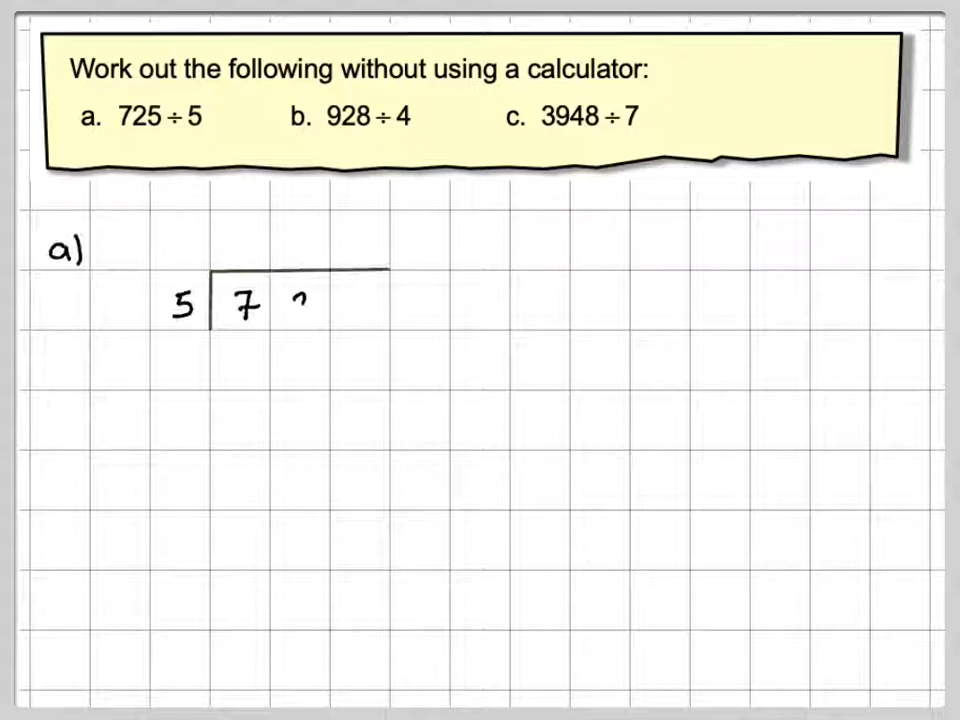 Work out the following without using a calculator:
a. 725 ÷ 5 b. 928 ÷ 4 c. 3948 ÷ 7
a)
5 7